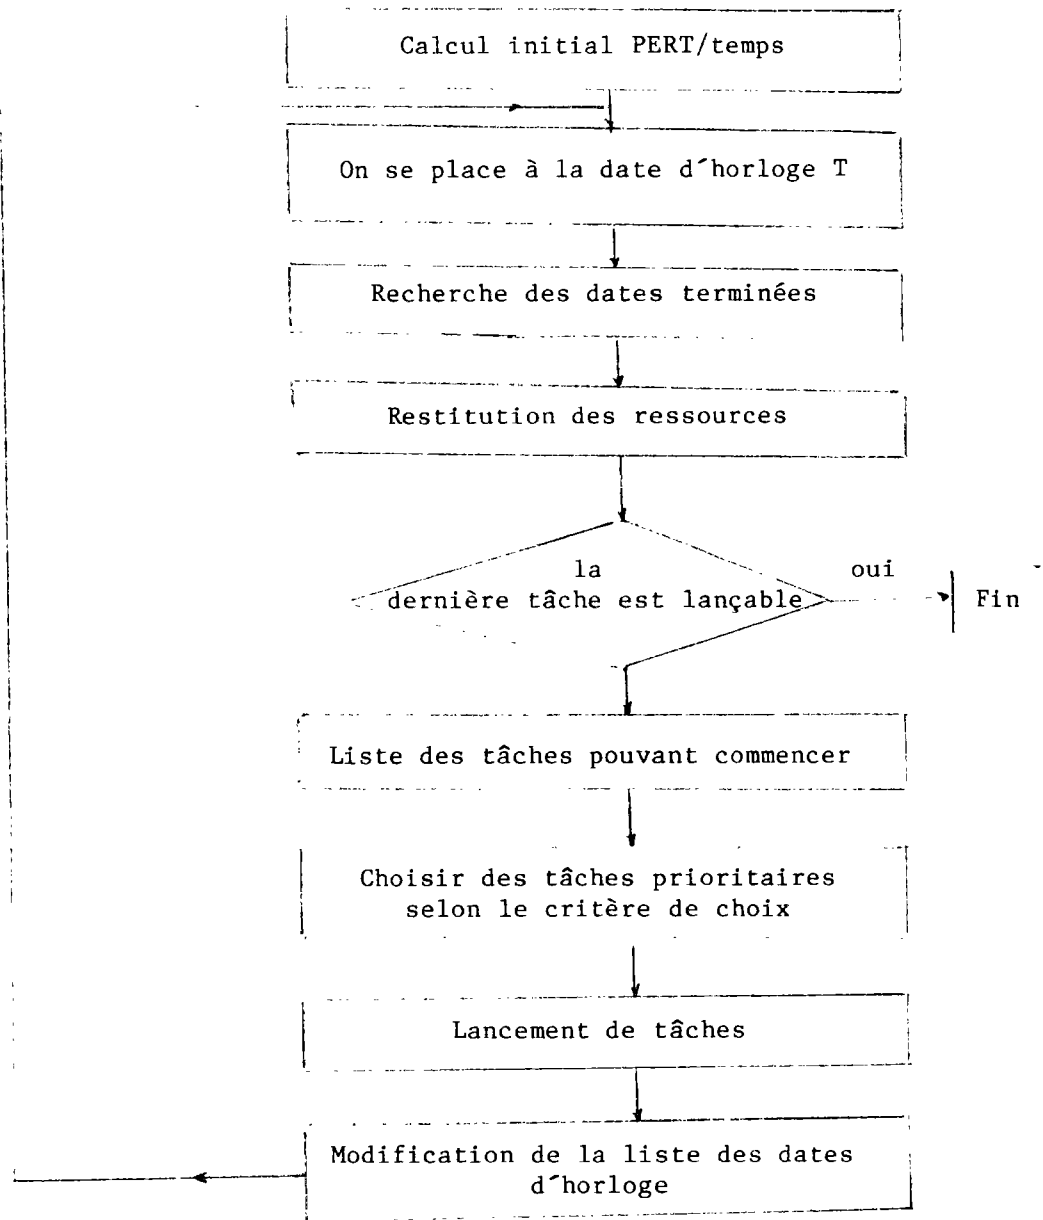 Calcul initial PERT/temps
On se place à la date d´horloge T
Recherche des dates terminées
Restitution des ressources
la
oui
dernière tâche est lançable
Fin
Liste des tâches pouvant commencer
Choisir des tâches prioritaires
selon le critère de choix
Lancement de tâches
Modification de la liste des dates
d´horloge